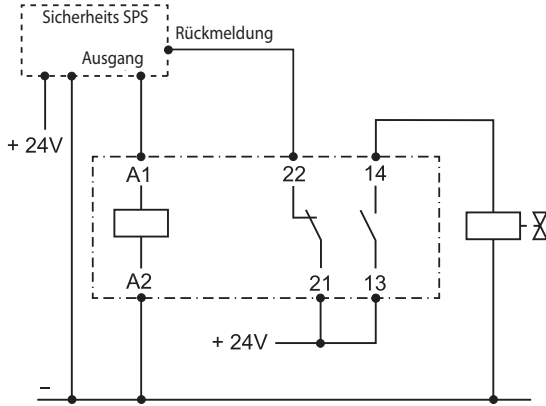 Sicherheits SPS
Rückmeldung
Ausgang
+ 24V
A1
22
14
A2
21
13
+ 24V
–